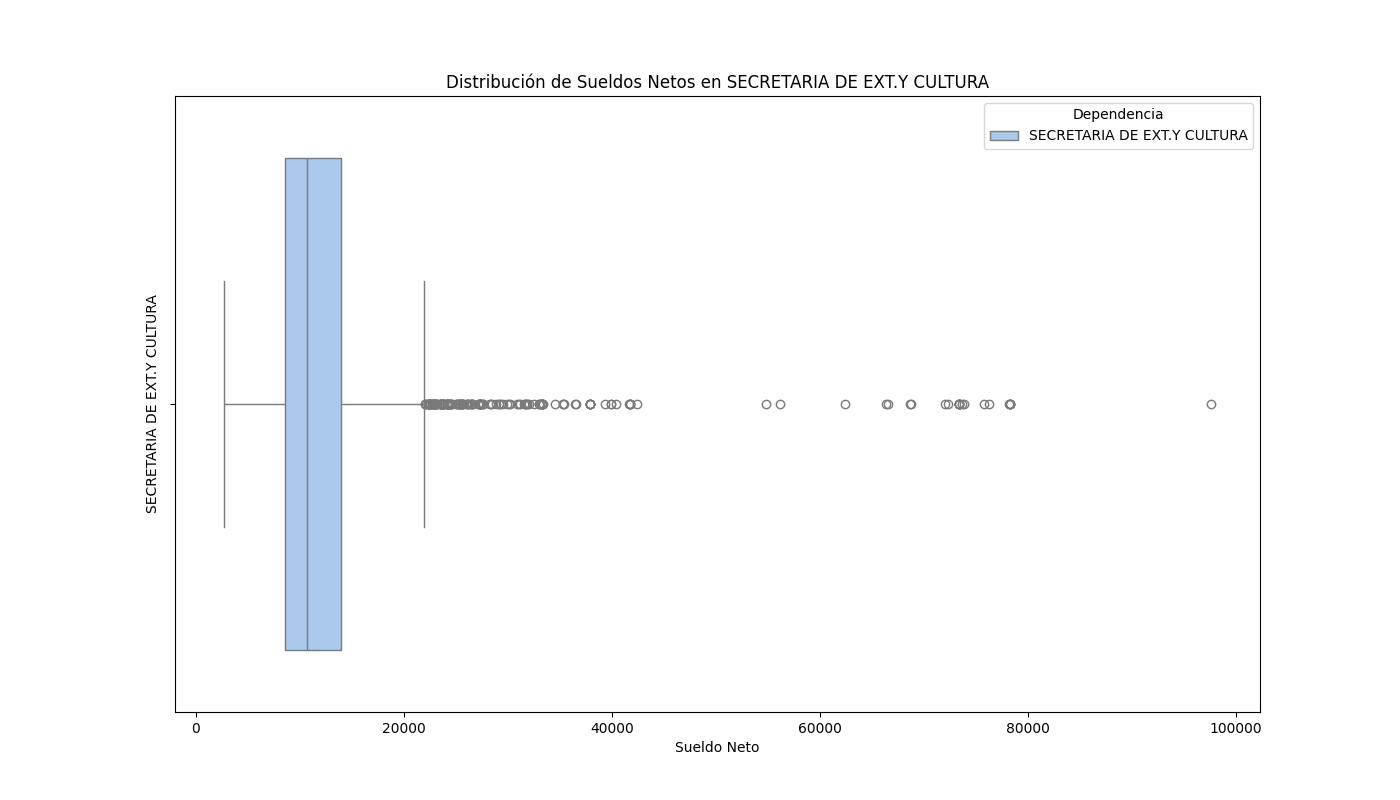 Distribución de Sueldos Netos en SECRETARIA DE EXT.Y CULTURA
Dependencia
SECRETARIA DE EXT.Y CULTURA
SECRETARIA DE EXT.Y CULTURA
0
20000
40000
60000
80000
100000
Sueldo Neto